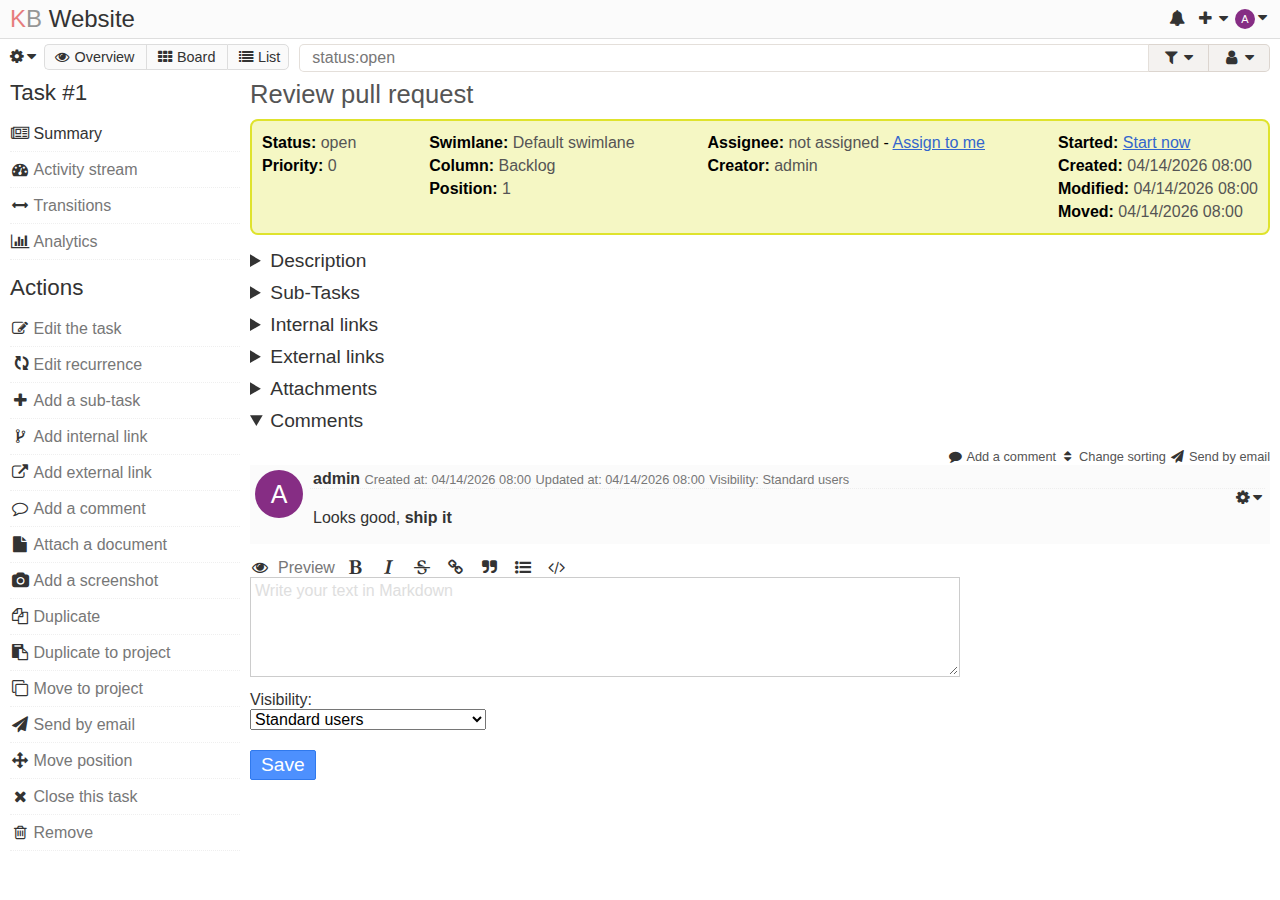 KB Website
A
Overview Board List status:open
Task #1
Summary
Activity stream
Transitions
Analytics
Actions
Edit the task
Edit recurrence
Add a sub-task
Add internal link
Add external link
Add a comment
Attach a document
Add a screenshot
Duplicate
Duplicate to project
Move to project
Send by email
Move position
Close this task
Remove
Review pull request
Status: open
Priority: 0
Swimlane: Default swimlane
Column: Backlog
Position: 1
Assignee: not assigned - Assign to me
Creator: admin
Started: Start now
Created: 04/14/2026 08:00
Modified: 04/14/2026 08:00
Moved: 04/14/2026 08:00
Description
Sub-Tasks
Internal links
External links
Attachments
Comments
Add a comment Change sorting Send by email
A
admin Created at: 04/14/2026 08:00 Updated at: 04/14/2026 08:00 Visibility: Standard users
Looks good, ship it
Preview B I S
Write your text in Markdown
Visibility:
Standard users
Save